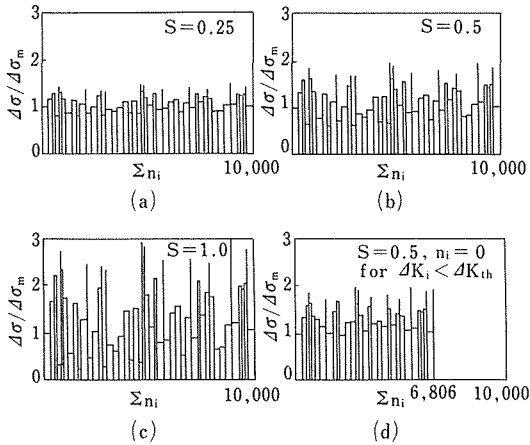 3
S=0.25
2
1
0
Δσ/Δσm
Σni
10,000
(a)
3
S=0.5
2
1
0
Δσ/Δσm
Σni
10,000
(b)
3
S=1.0
2
1
0
Δσ/Δσm
Σni
10,000
(c)
3
S=0.5, ni=0
for ΔKi<ΔKth
2
1
0
Δσ/Δσm
Σni
6,806
10,000
(d)